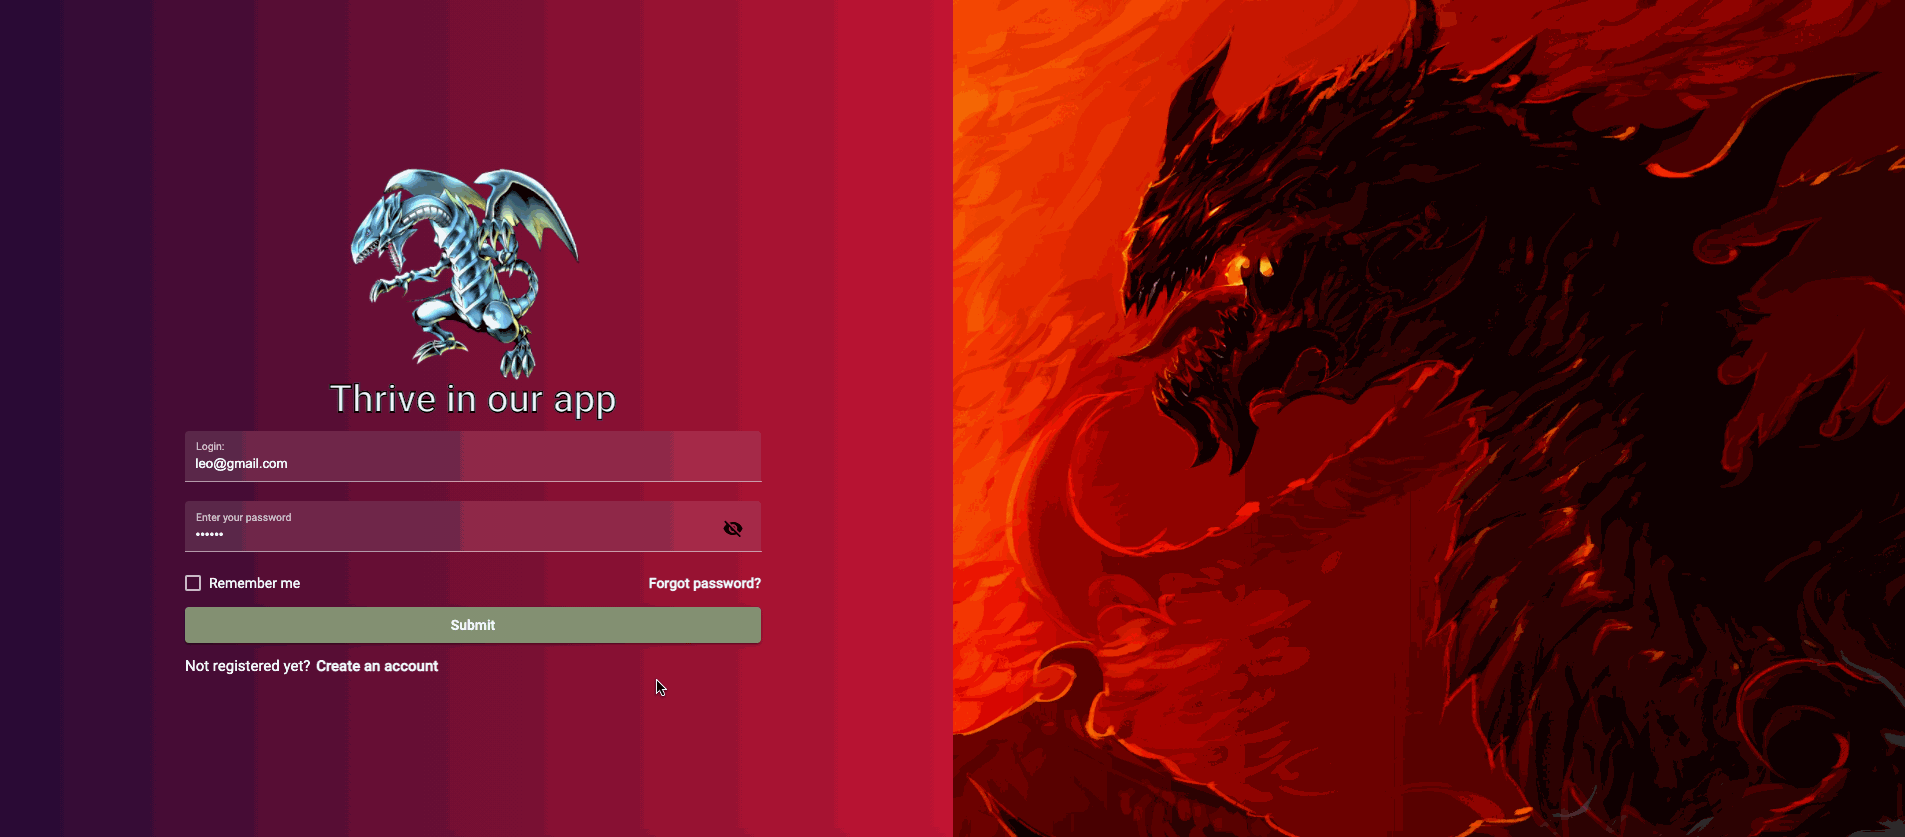 Thrive in our app
Login:
leo@gmail.com
Enter your password
••••••
Remember me
Forgot password?
Submit
Not registered yet? Create an account